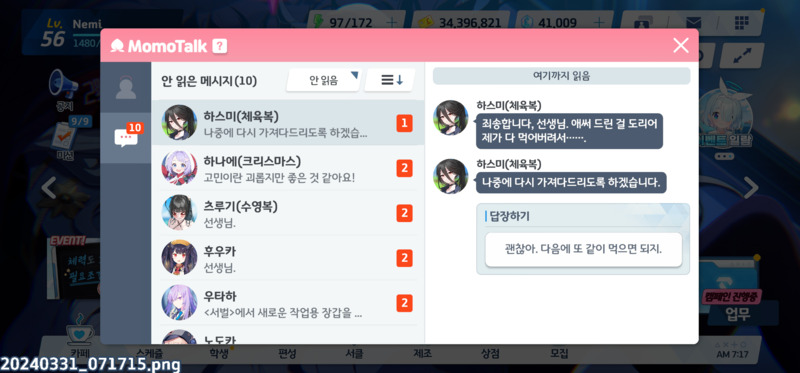 Lv.
56
Nemi
1480/
97/172
34,396,821
41,009
MomoTalk ?
공지
9/9
미션
EVENT!
10
안 읽은 메시지(10)
안 읽음
하스미(체육복)
나중에 다시 가져다드리도록 하겠습...
1
하나에(크리스마스)
고민이란 괴롭지만 좋은 것 같아요!
2
츠루기(수영복)
선생님.
2
후우카
선생님.
2
우타하
<서벌>에서 새로운 작업용 장갑을 ...
2
노도카
여기까지 읽음
하스미(체육복)
죄송합니다, 선생님. 애써 드린 걸 도리어
제가 다 먹어버려서…….
하스미(체육복)
나중에 다시 가져다드리도록 하겠습니다.
답장하기
괜찮아. 다음에 또 같이 먹으면 되지.
캠페인 진행중
업무
카페
스케줄
학생
편성
서클
제조
상점
모집
AM 7:17
20240331_071715.png